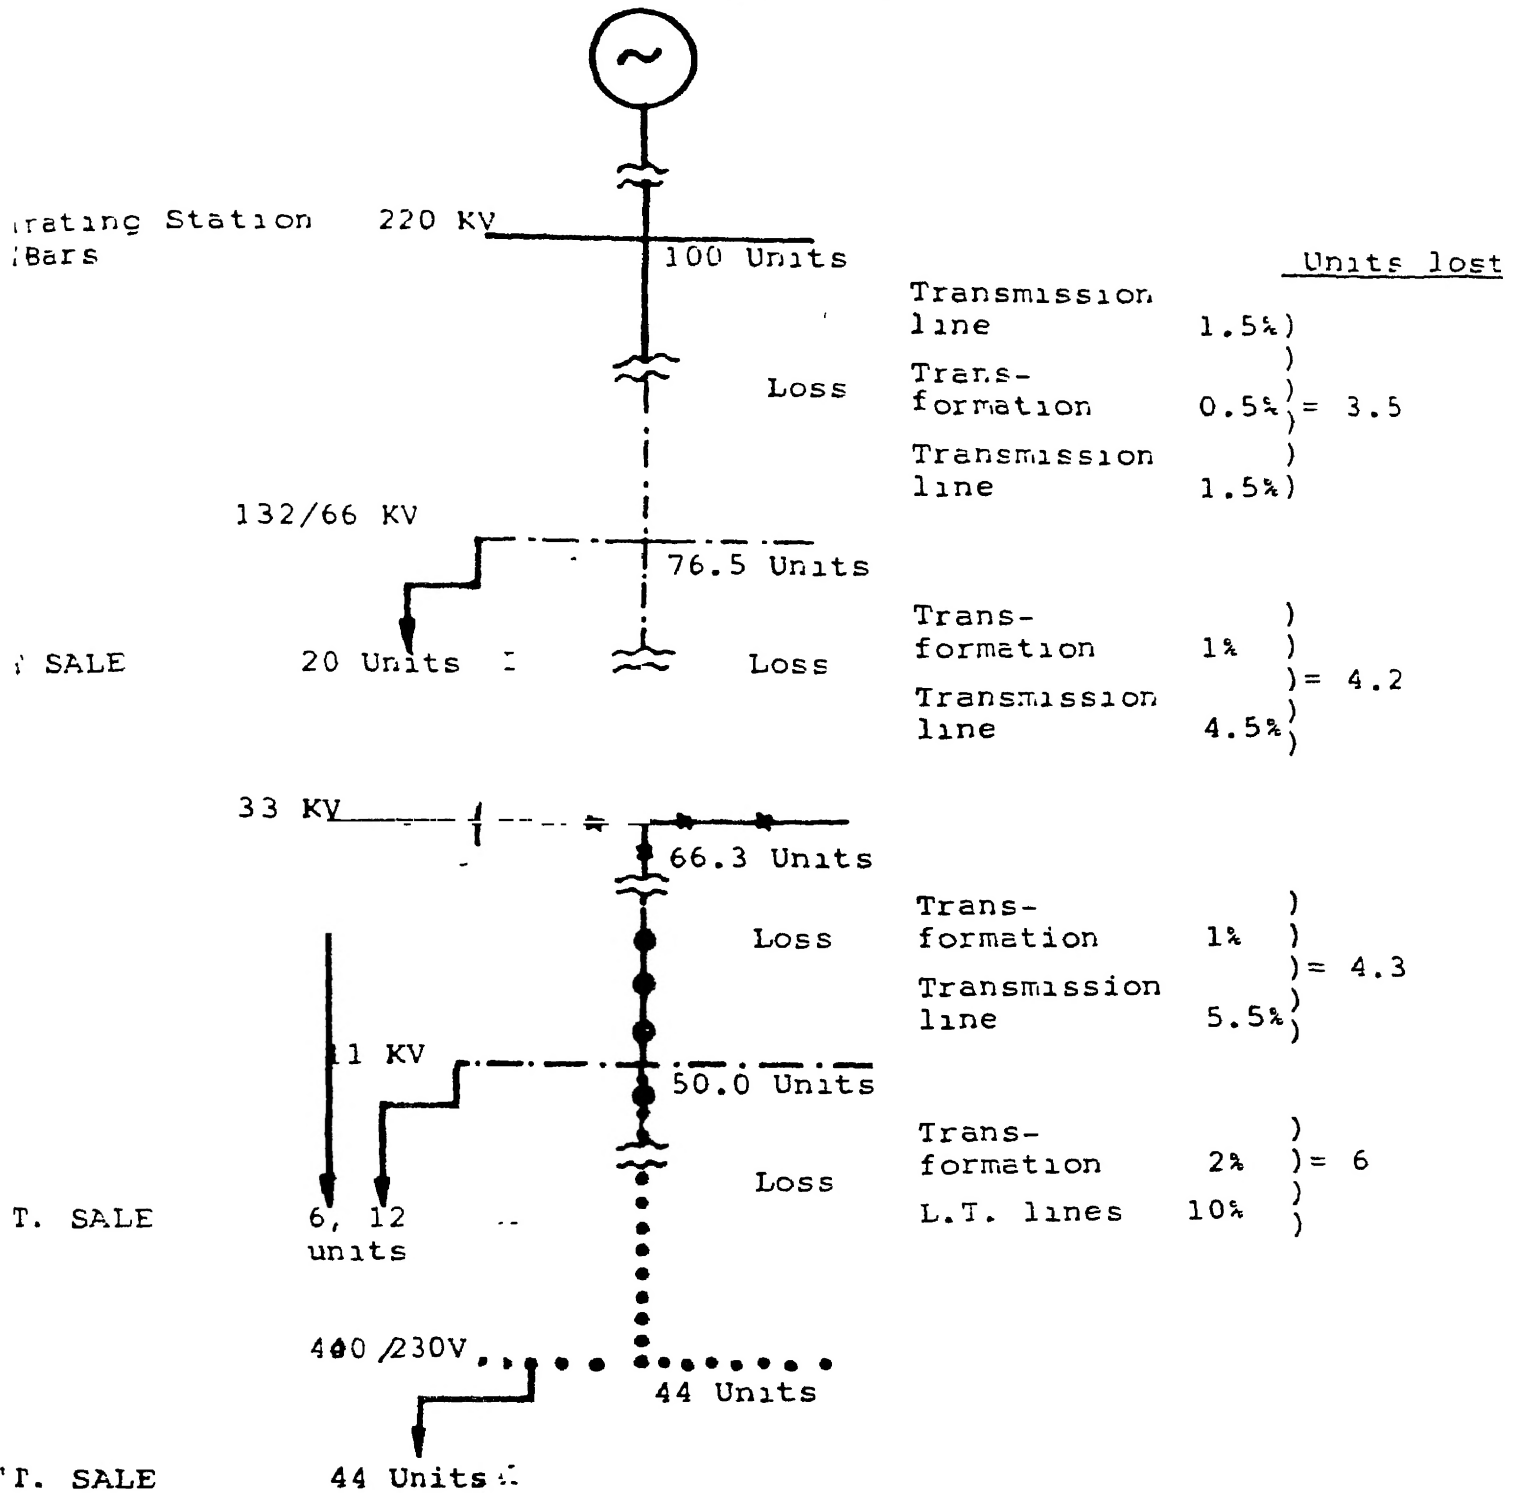 Station 220 KV
Bars
100 Units
Units lost
Transmission
line 1.5%)
Trans-
formation 0.5% = 3.5
Loss
Transmission
line 1.5%)
132/66 KV
76.5 Units
Trans-
formation 1%
SALE 20 Units
Loss
= 4.2
Transmission
line 4.5%
33 KV
66.3 Units
Trans-
formation 1%
Loss
= 4.3
Transmission
line 5.5%
11 KV
50.0 Units
Trans-
formation 2% )= 6
Loss
L.T. lines 10%
T. SALE 6, 12
units
/230V
44 Units
T. SALE 44 Units